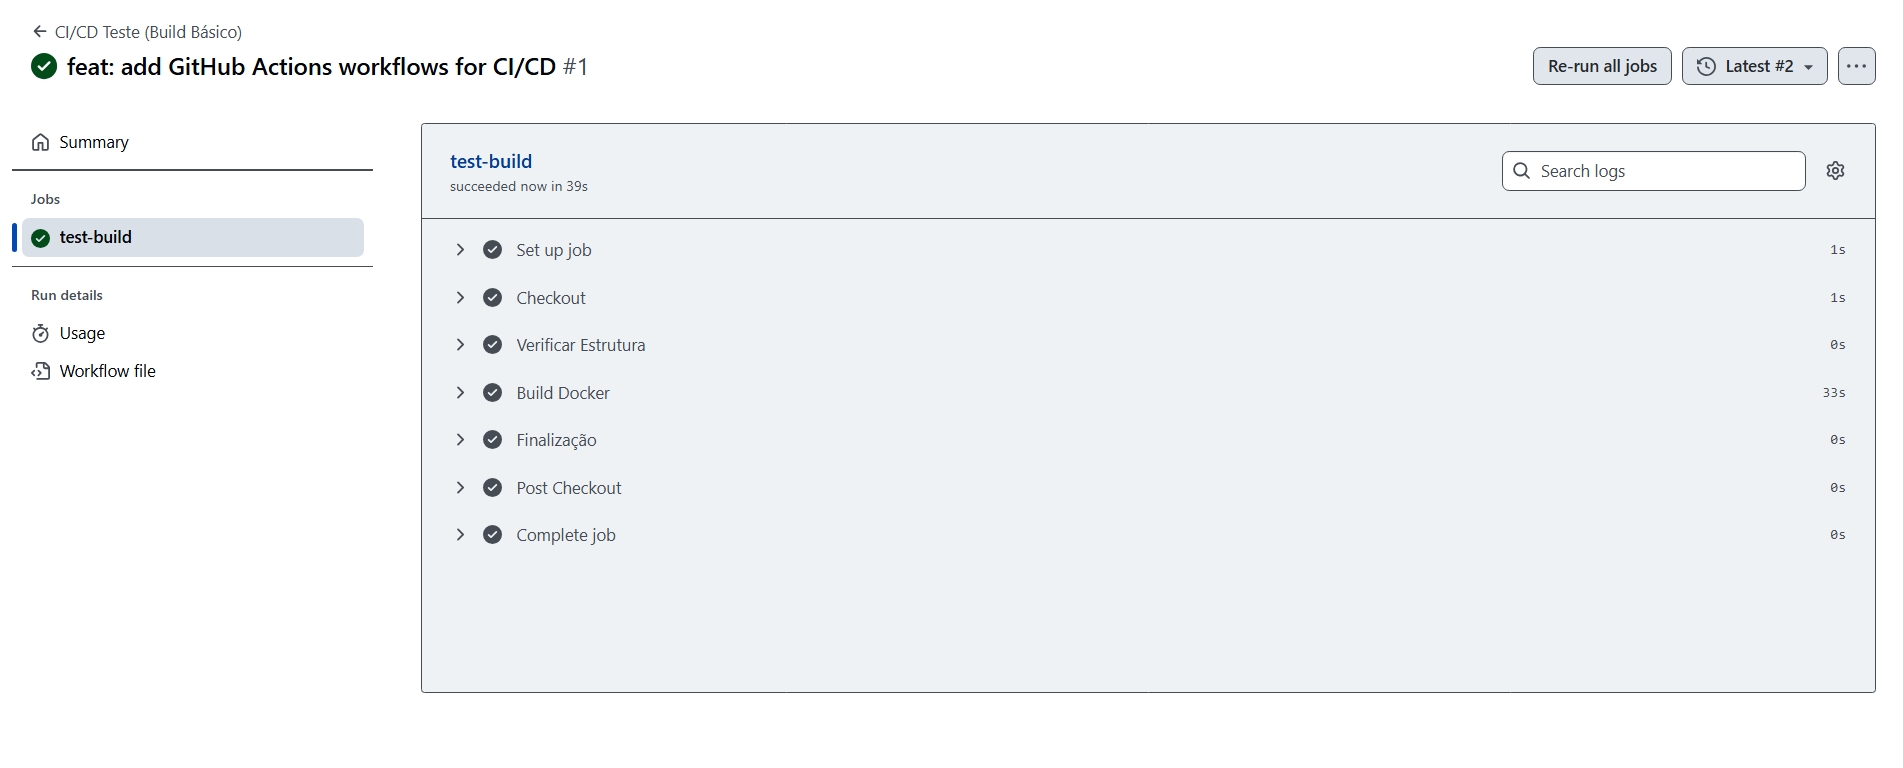 CI/CD Teste (Build Básico)
feat: add GitHub Actions workflows for CI/CD #1
Re-run all jobs
Latest #2
Summary
Jobs
test-build
Run details
Usage
Workflow file
test-build
succeeded now in 39s
Search logs
Set up job 1s
Checkout 1s
Verificar Estrutura 0s
Build Docker 33s
Finalização 0s
Post Checkout 0s
Complete job 0s